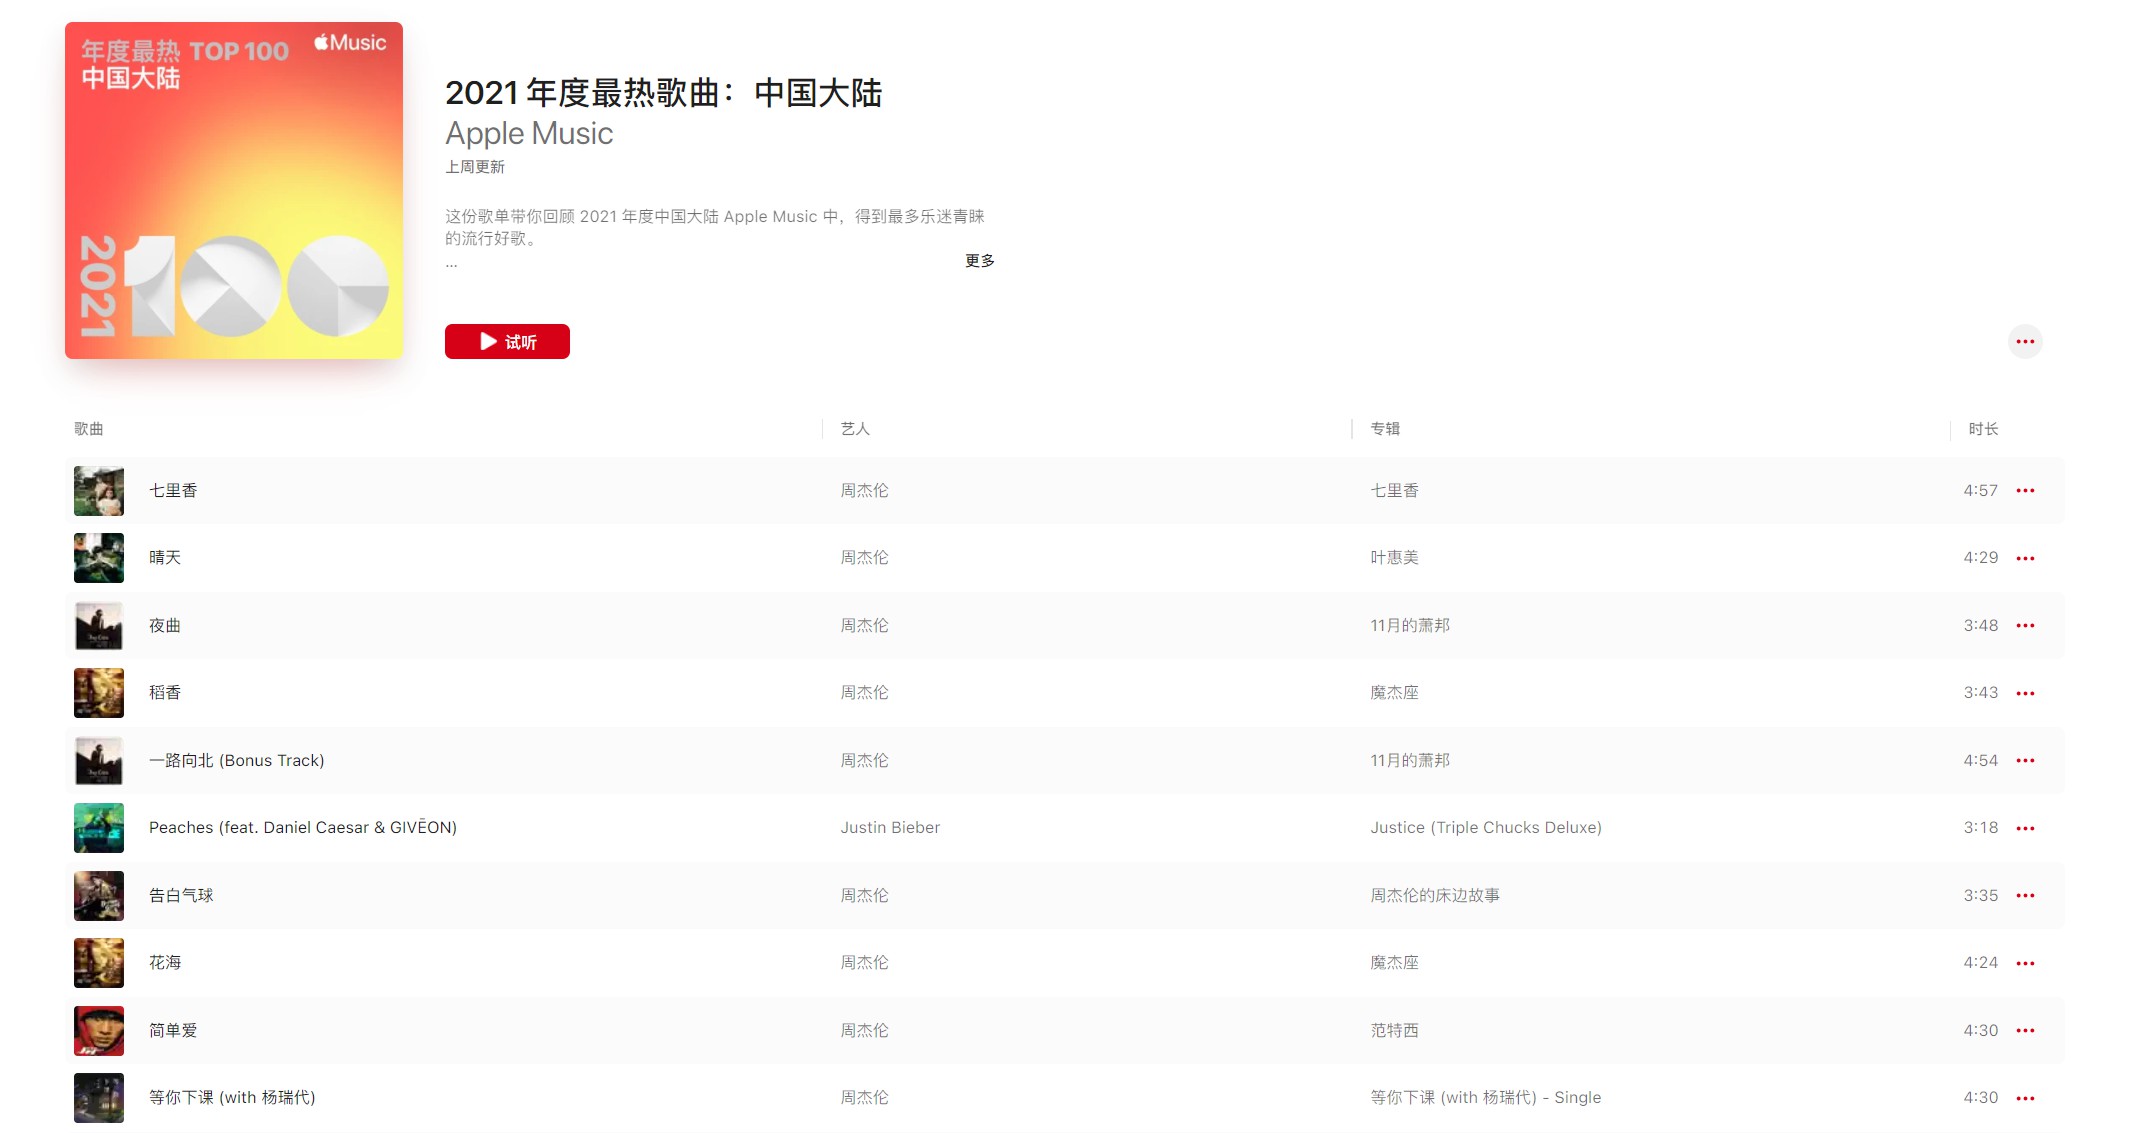 年度最热 TOP 100
Music
中国大陆
2021
100
2021 年度最热歌曲：中国大陆
Apple Music
上周更新
这份歌单带你回顾 2021 年度中国大陆 Apple Music 中，得到最多乐迷青睐
的流行好歌。
...
更多
试听
歌曲 艺人 专辑 时长
七里香 周杰伦 七里香 4:57
晴天 周杰伦 叶惠美 4:29
夜曲 周杰伦 11月的萧邦 3:48
稻香 周杰伦 魔杰座 3:43
一路向北 (Bonus Track) 周杰伦 11月的萧邦 4:54
Peaches (feat. Daniel Caesar & GIVĒON) Justin Bieber Justice (Triple Chucks Deluxe) 3:18
告白气球 周杰伦 周杰伦的床边故事 3:35
花海 周杰伦 魔杰座 4:24
简单爱 周杰伦 范特西 4:30
等你下课 (with 杨瑞代) 周杰伦 等你下课 (with 杨瑞代) - Single 4:30